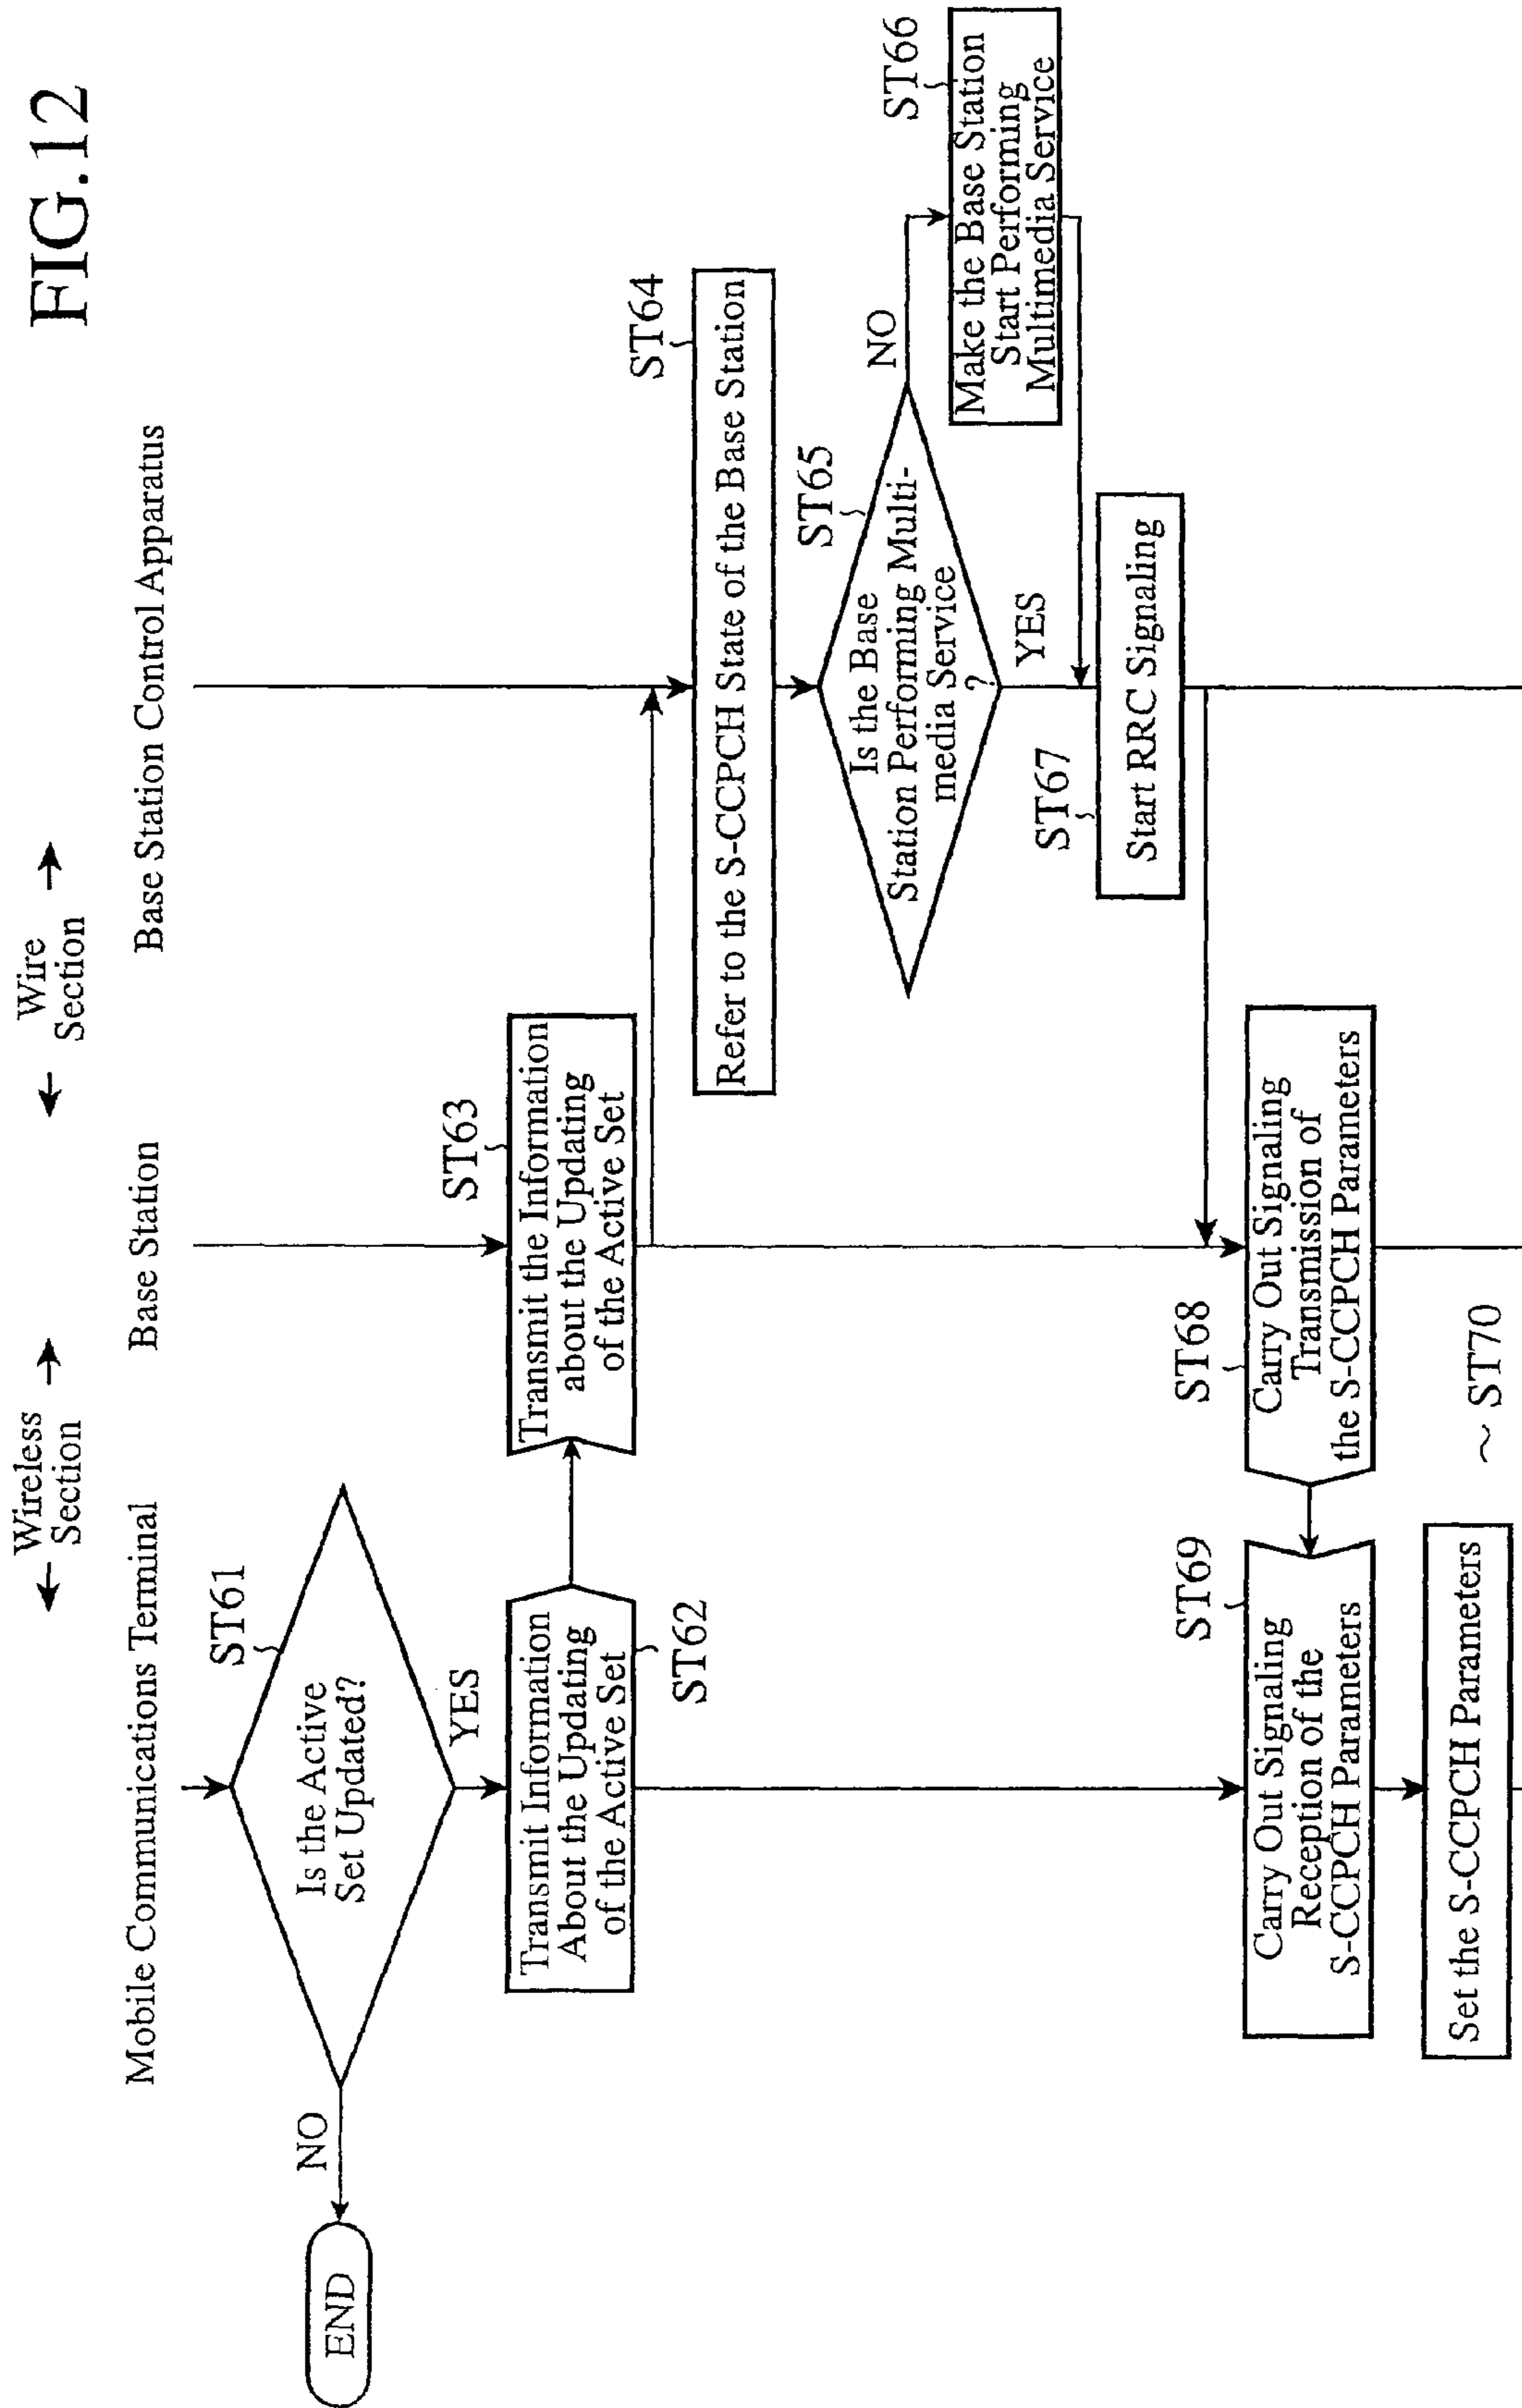 FIG.12
Wireless
Section
Wire
Section
Mobile Communications Terminal
Base Station
Base Station Control Apparatus
ST61
Is the Active
Set Updated?
NO
END
YES
Transmit Information
About the Updating
of the Active Set
ST62
ST63
Transmit the Information
about the Updating
of the Active Set
ST64
Refer to the S-CCPCH State of the Base Station
ST65
Is the Base
Station Performing Multi-
media Service
?
NO
ST66
Make the Base Station
Start Performing
Multimedia Service
YES
ST67
Start RRC Signaling
ST68
Carry Out Signaling
Transmission of
the S-CCPCH Parameters
ST69
Carry Out Signaling
Reception of the
S-CCPCH Parameters
Set the S-CCPCH Parameters
~ ST70